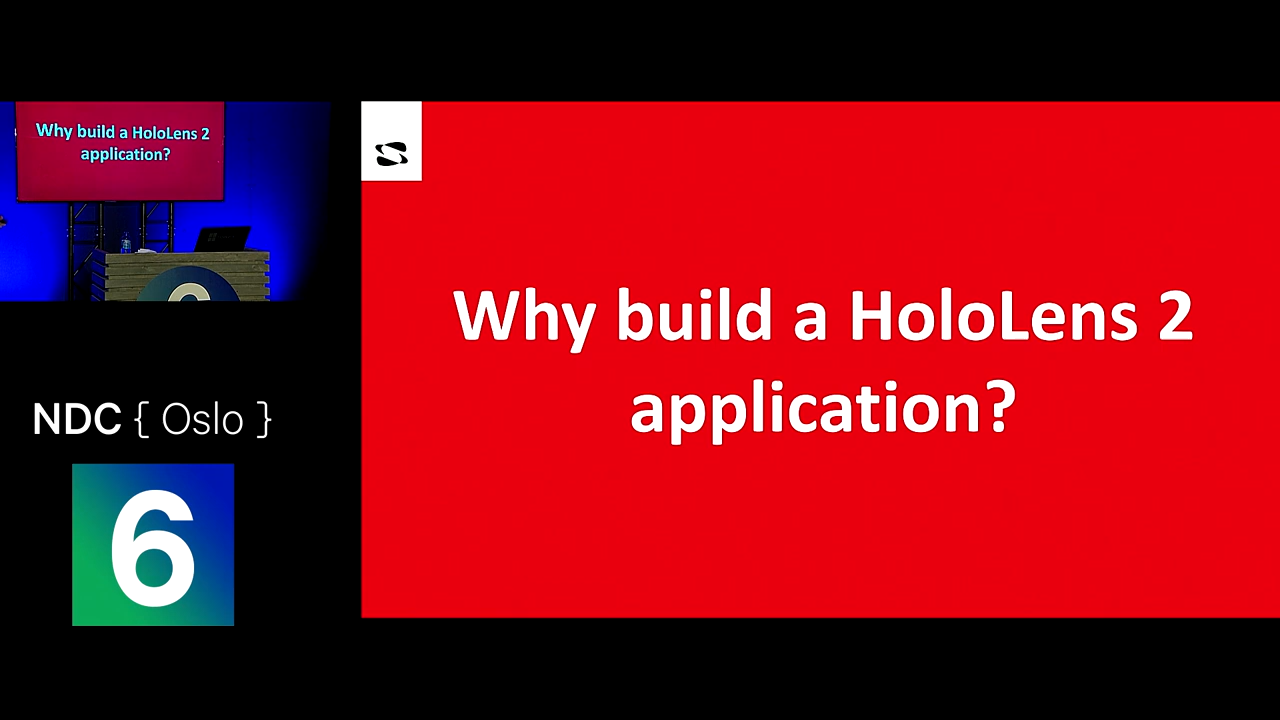 Why build a HoloLens 2
application?
NDC { Oslo }
6
Why build a HoloLens 2
application?